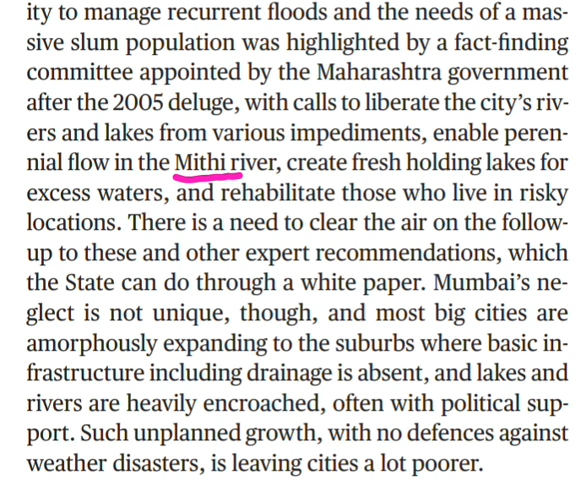 ity to manage recurrent floods and the needs of a mas-
sive slum population was highlighted by a fact-finding
committee appointed by the Maharashtra government
after the 2005 deluge, with calls to liberate the city’s riv-
ers and lakes from various impediments, enable peren-
nial flow in the Mithi river, create fresh holding lakes for
excess waters, and rehabilitate those who live in risky
locations. There is a need to clear the air on the follow-
up to these and other expert recommendations, which
the State can do through a white paper. Mumbai’s ne-
glect is not unique, though, and most big cities are
amorphously expanding to the suburbs where basic in-
frastructure including drainage is absent, and lakes and
rivers are heavily encroached, often with political sup-
port. Such unplanned growth, with no defences against
weather disasters, is leaving cities a lot poorer.